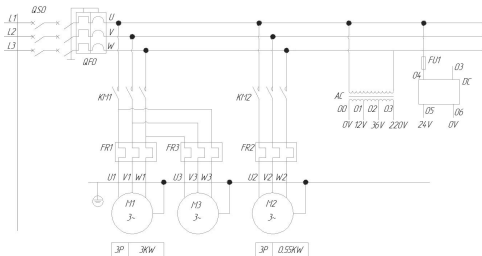 QS0
L1
L2
L3
U
V
W
QF0
KM1
KM2
FU1
04
03
DC
AC
00 01 02 03
0V 12V 36V 220V
05
06
24V
0V
FR1
FR3
FR2
U1 V1 W1
U3 V3 W3
U2 V2 W2
M1
3~
M3
3~
M2
3~
3P 3KW
3P 0.55KW